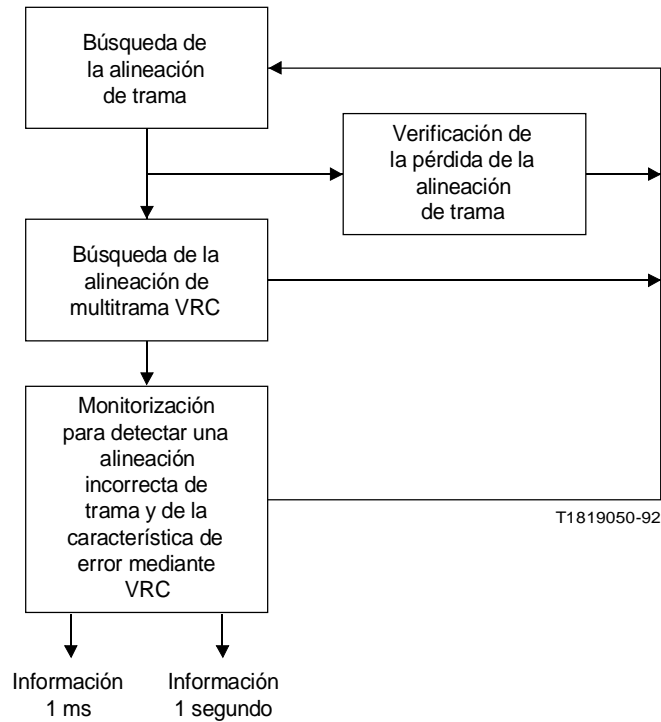 Búsqueda de
la alineación
de trama
Verificación de
la pérdida de la
alineación
de trama
Búsqueda de la
alineación de
multitrama VRC
Monitorización
para detectar una
alineación
incorrecta de
trama y de la
característica de
error mediante
VRC
T1819050-92
Información
1 ms
Información
1 segundo